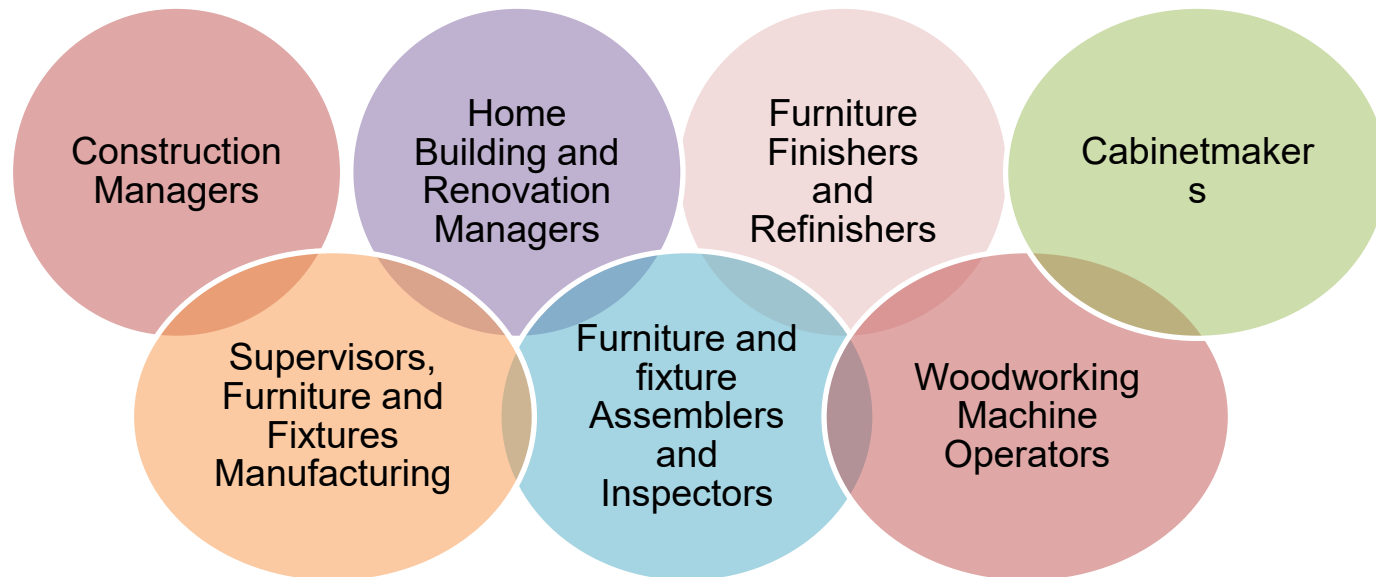 Construction
Managers
Home
Building and
Renovation
Managers
Furniture
Finishers
and
Refinishers
Cabinetmaker
s
Supervisors,
Furniture and
Fixtures
Manufacturing
Furniture and
fixture
Assemblers
and
Inspectors
Woodworking
Machine
Operators